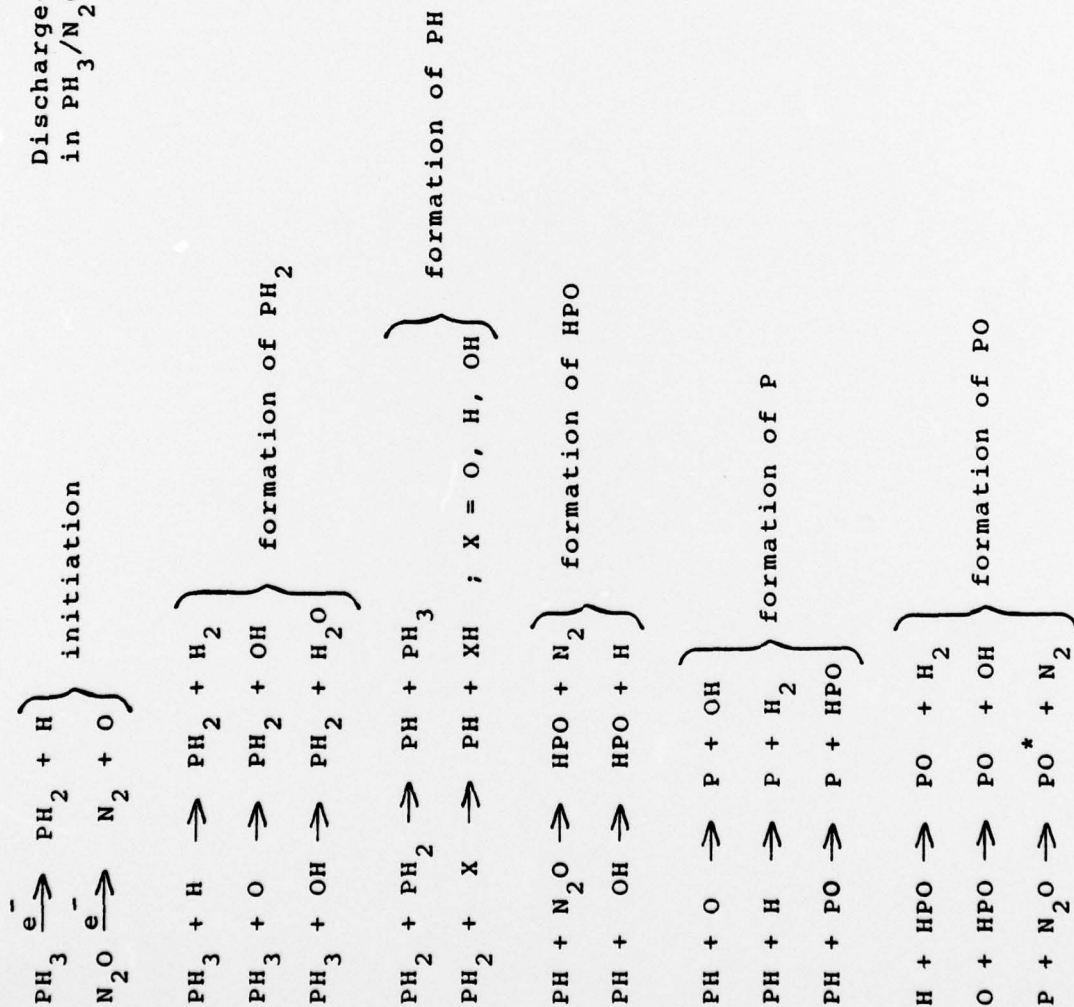 Discharge
in PH₃/N₂
PH₃ e⁻→ PH₂ + H
N₂O e⁻→ N₂ + O
initiation
PH₃ + H → PH₂ + H₂
PH₃ + O → PH₂ + OH
PH₃ + OH → PH₂ + H₂O
formation of PH₂
PH₂ + PH₂ → PH + PH₃
PH₂ + X → PH + XH ; X = O, H, OH
formation of PH
PH + N₂O → HPO + N₂
PH + OH → HPO + H
formation of HPO
PH + O → P + OH
PH + H → P + H₂
PH + PO → P + HPO
formation of P
H + HPO → PO + H₂
O + HPO → PO + OH
P + N₂O → PO* + N₂
formation of PO